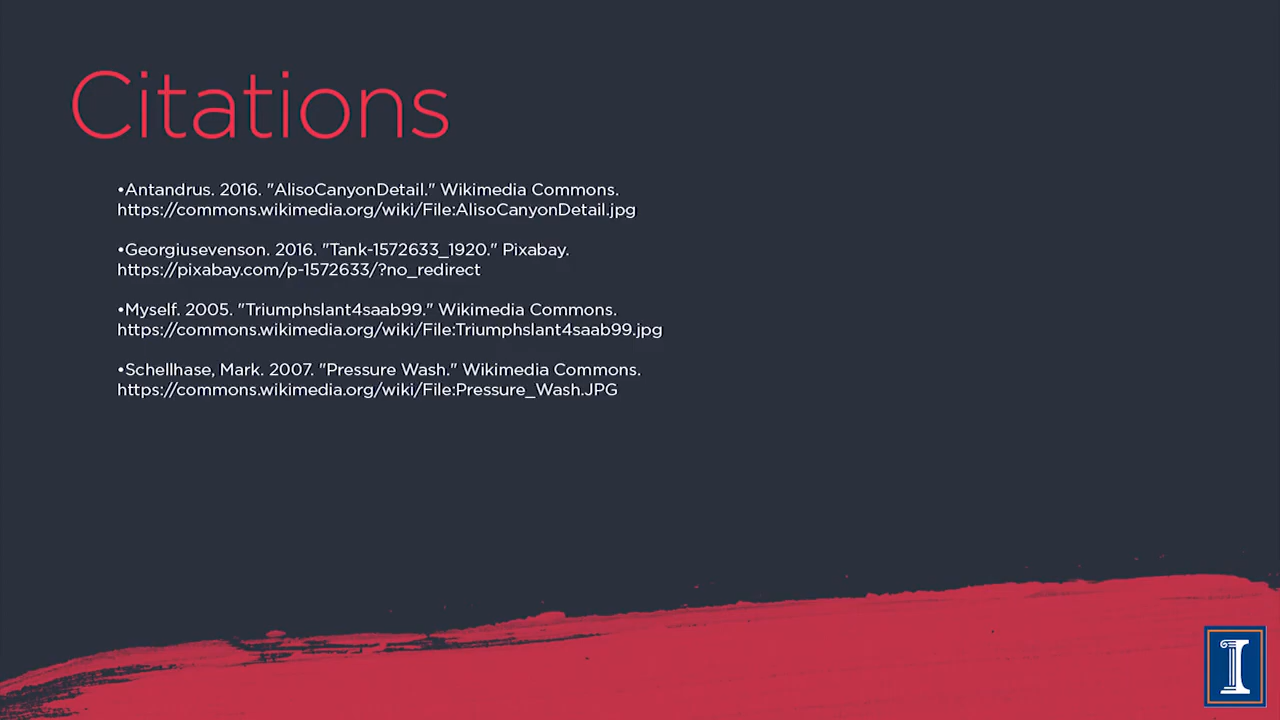 Citations
•Antandrus. 2016. "AlisoCanyonDetail." Wikimedia Commons.
https://commons.wikimedia.org/wiki/File:AlisoCanyonDetail.jpg
•Georgiusevenson. 2016. "Tank-1572633_1920." Pixabay.
https://pixabay.com/p-1572633/?no_redirect
•Myself. 2005. "Triumphslant4saab99." Wikimedia Commons.
https://commons.wikimedia.org/wiki/File:Triumphslant4saab99.jpg
•Schellhase, Mark. 2007. "Pressure Wash." Wikimedia Commons.
https://commons.wikimedia.org/wiki/File:Pressure_Wash.JPG
I